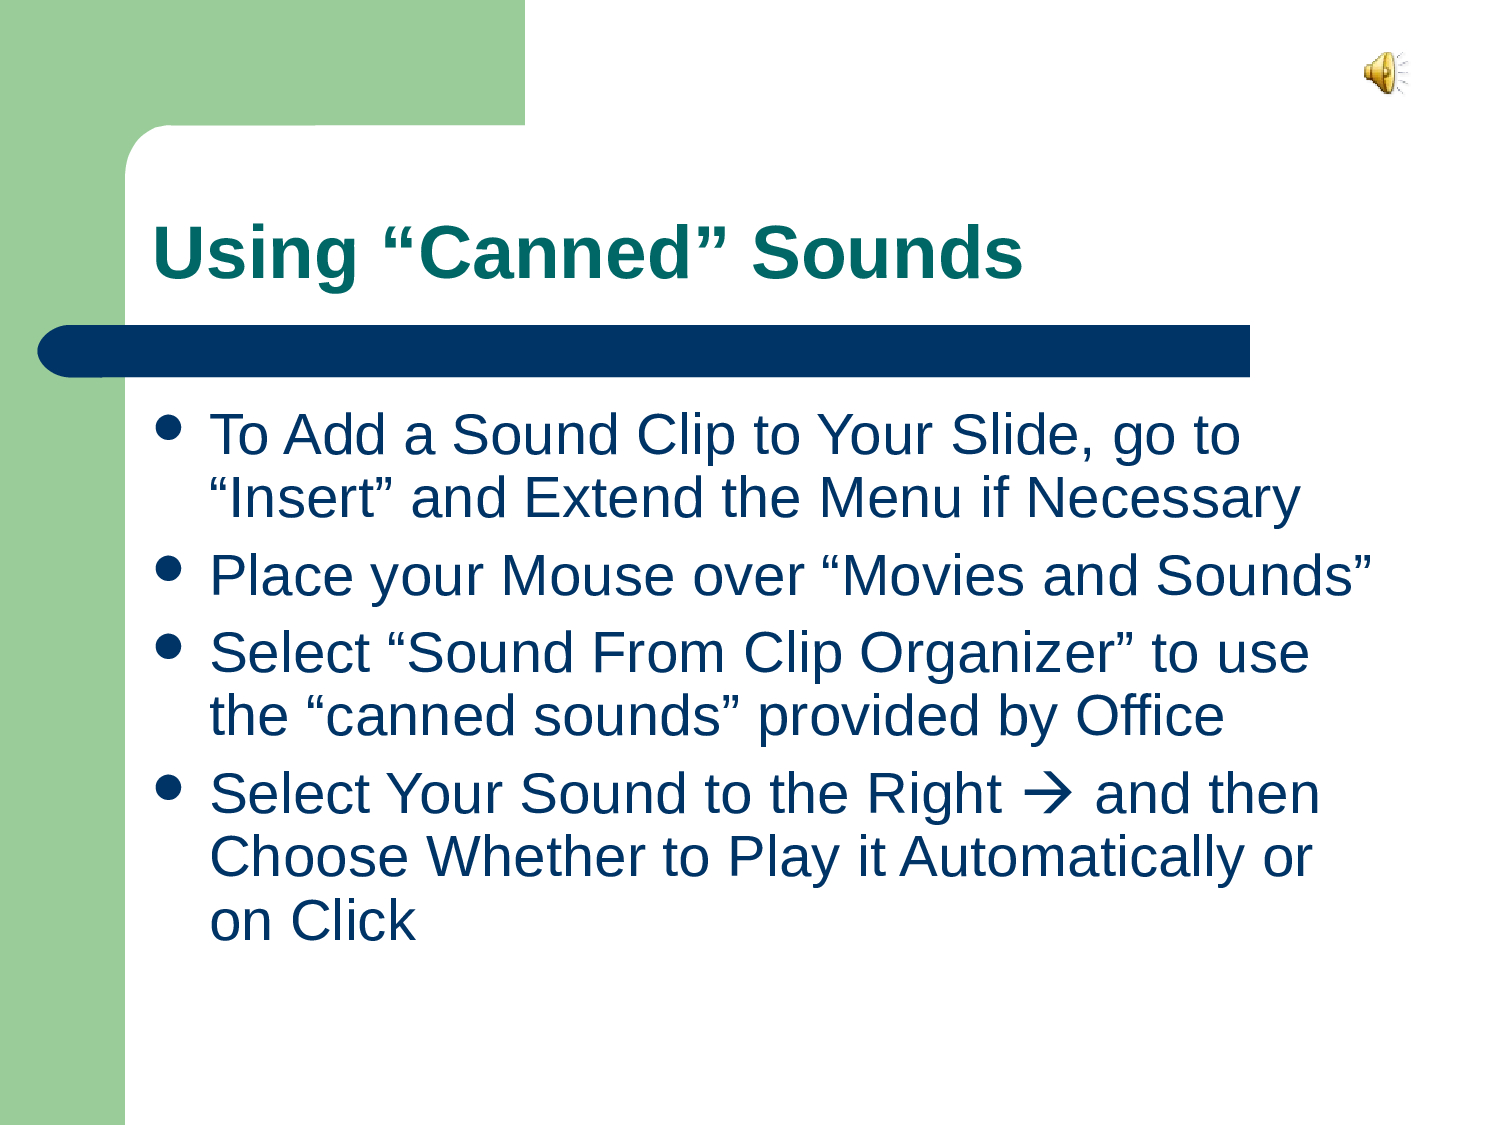 Using “Canned” Sounds
To Add a Sound Clip to Your Slide, go to
“Insert” and Extend the Menu if Necessary
Place your Mouse over “Movies and Sounds”
Select “Sound From Clip Organizer” to use
the “canned sounds” provided by Office
Select Your Sound to the Right → and then
Choose Whether to Play it Automatically or
on Click